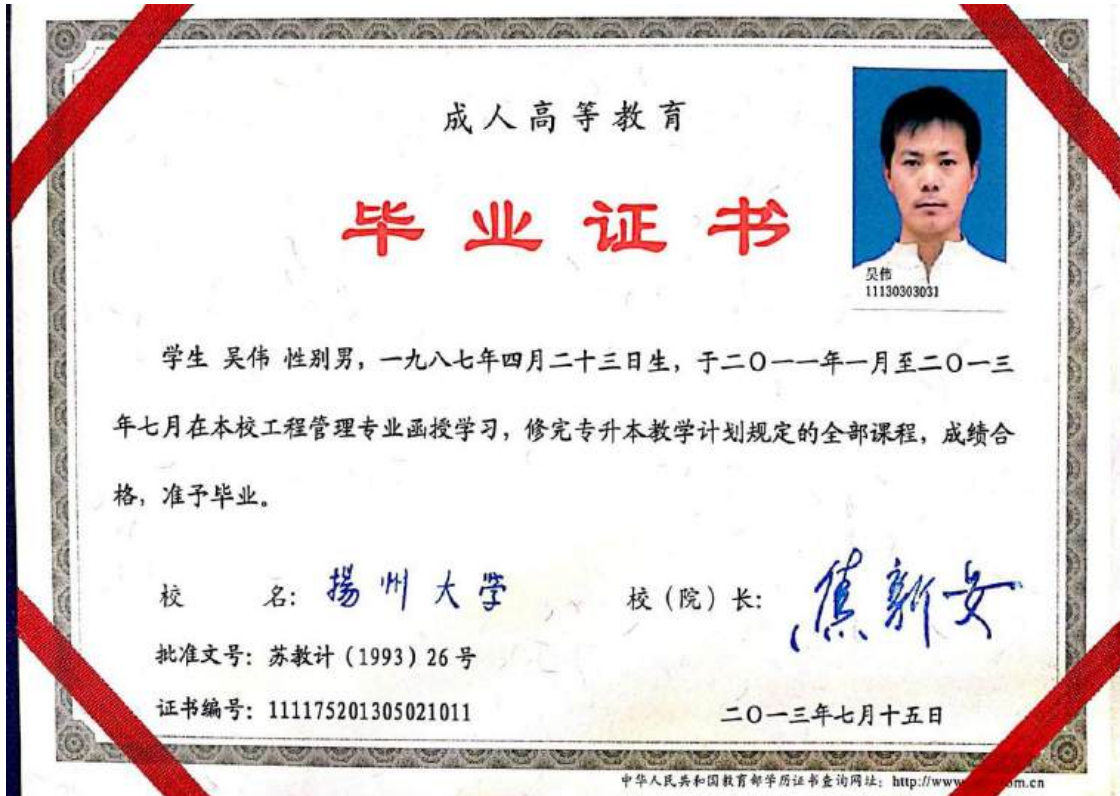 成人高等教育
毕业证书
吴伟
11130303031
学生 吴伟 性别男，一九八七年四月二十三日生，于二〇一一年一月至二〇一三
年七月在本校工程管理专业函授学习，修完专升本教学计划规定的全部课程，成绩合
格，准予毕业。
校 名：揚州大学
校（院）长：焦新安
批准文号：苏教计（1993）26号
证书编号：111175201305021011
二〇一三年七月十五日
中华人民共和国教育部学历证书查询网址：http://www
om.cn